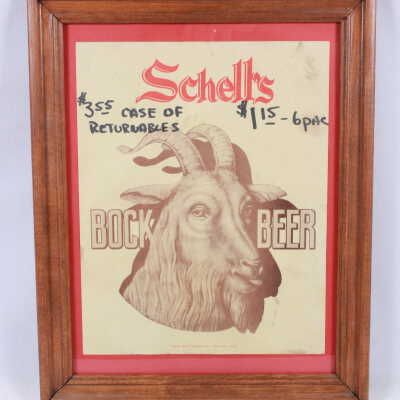 Schell's
$3.55 CASE OF
RETURNABLES
$1.15 - 6 PAC
BOCK BEER